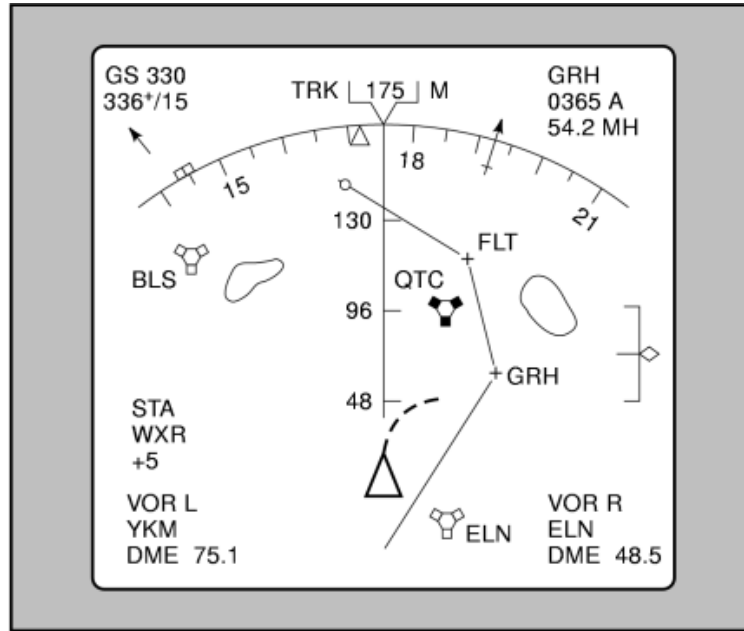 GS 330
336⁺/15
TRK 175 M
GRH
0365 A
54.2 MH
15
18
21
130
FLT
BLS
QTC
96
GRH
48
STA
WXR
+5
VOR L
YKM
DME 75.1
ELN
VOR R
ELN
DME 48.5